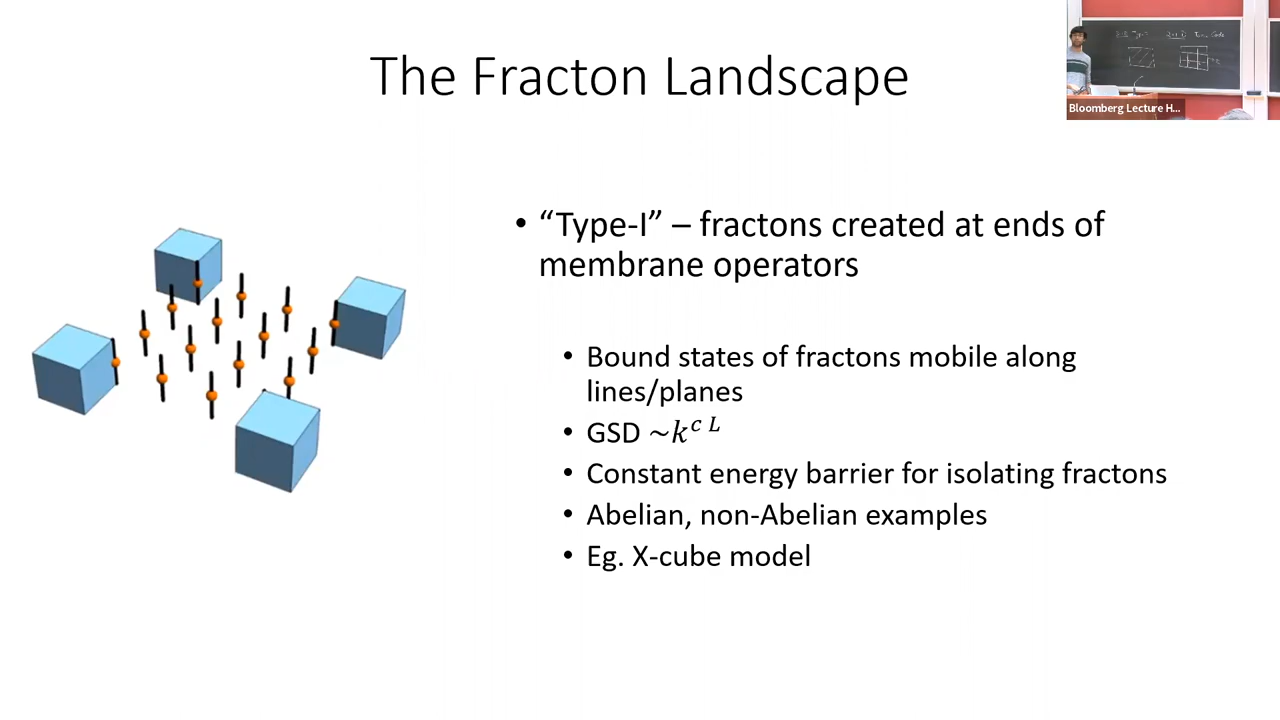 The Fracton Landscape
Bloomberg Lecture H...
• “Type-I” – fractons created at ends of
membrane operators
• Bound states of fractons mobile along
lines/planes
• GSD ~k^{c L}
• Constant energy barrier for isolating fractons
• Abelian, non-Abelian examples
• Eg. X-cube model